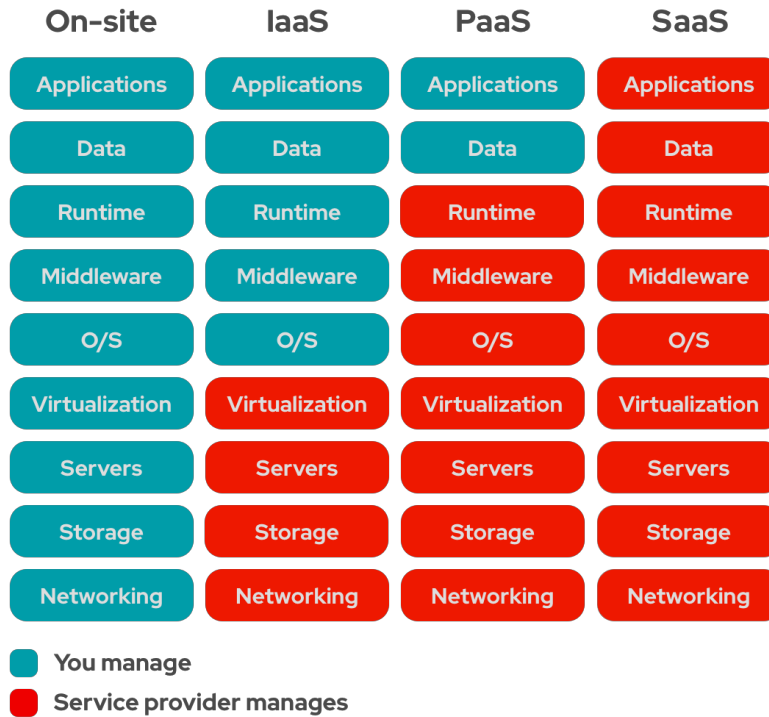 On-site IaaS PaaS SaaS
Applications Applications Applications Applications
Data Data Data Data
Runtime Runtime Runtime Runtime
Middleware Middleware Middleware Middleware
O/S O/S O/S O/S
Virtualization Virtualization Virtualization Virtualization
Servers Servers Servers Servers
Storage Storage Storage Storage
Networking Networking Networking Networking
You manage
Service provider manages